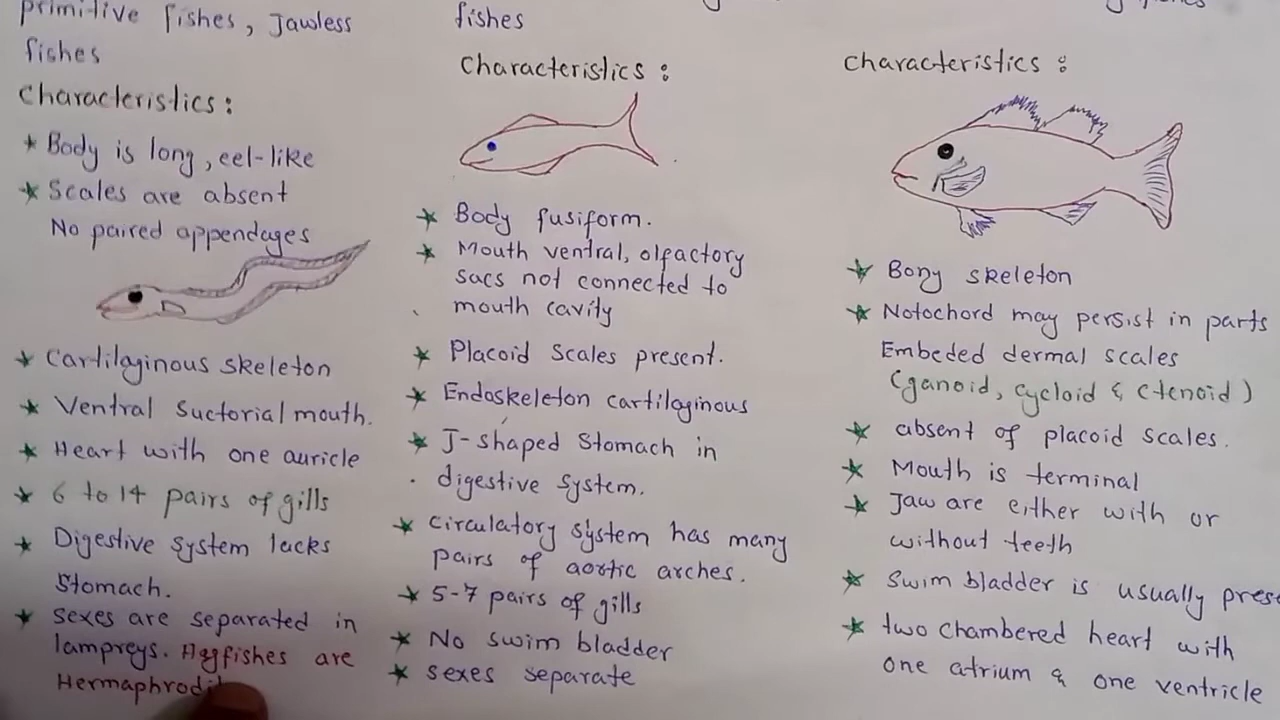 primitive fishes, Jawless
fishes
Characteristics:
* Body is long, eel-like
* Scales are absent
No paired appendages
* Cartilaginous skeleton
* Ventral Suctorial mouth.
* Heart with one auricle
* 6 to 14 pairs of gills
* Digestive system lacks
Stomach.
* Sexes are separated in
lampreys. Hagfishes are
fishes
Characteristics:
* Body fusiform.
* Mouth ventral, olfactory
sacs not connected to
mouth cavity
* Placoid Scales present.
* Endoskeleton cartilaginous
* J-shaped Stomach in
digestive system.
* circulatory system has many
pairs of aortic arches.
* 5-7 pairs of gills
* No swim bladder
* sexes separate
characteristics:
* Bony skeleton
* Notochord may persist in parts
Embeded dermal scales
(ganoid, cycloid & ctenoid)
* absent of placoid scales.
* Mouth is terminal
* Jaw are either with or
without teeth
* Swim bladder is usually
* two chambered heart with
one atrium & one ventricle